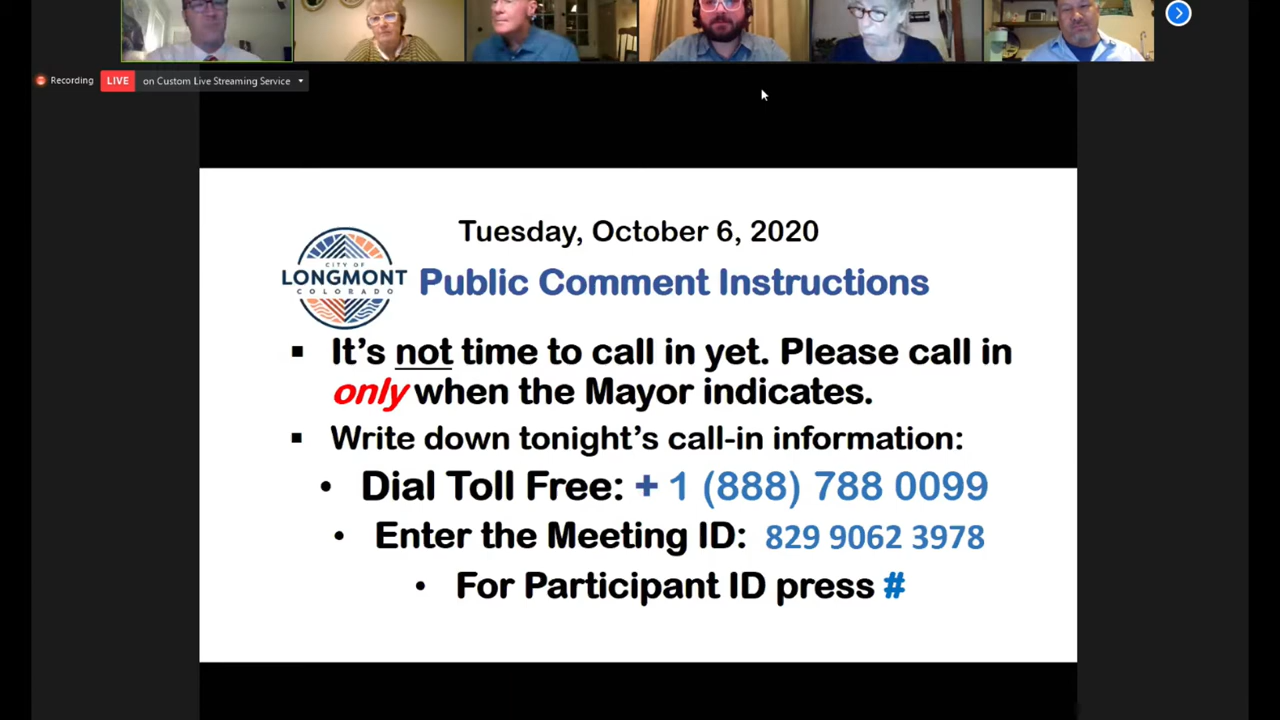 Recording
LIVE on Custom Live Streaming Service
Tuesday, October 6, 2020
CITY OF
LONGMONT
COLORADO
Public Comment Instructions
▪ It's not time to call in yet. Please call in
only when the Mayor indicates.
▪ Write down tonight's call-in information:
• Dial Toll Free: + 1 (888) 788 0099
• Enter the Meeting ID: 829 9062 3978
• For Participant ID press #